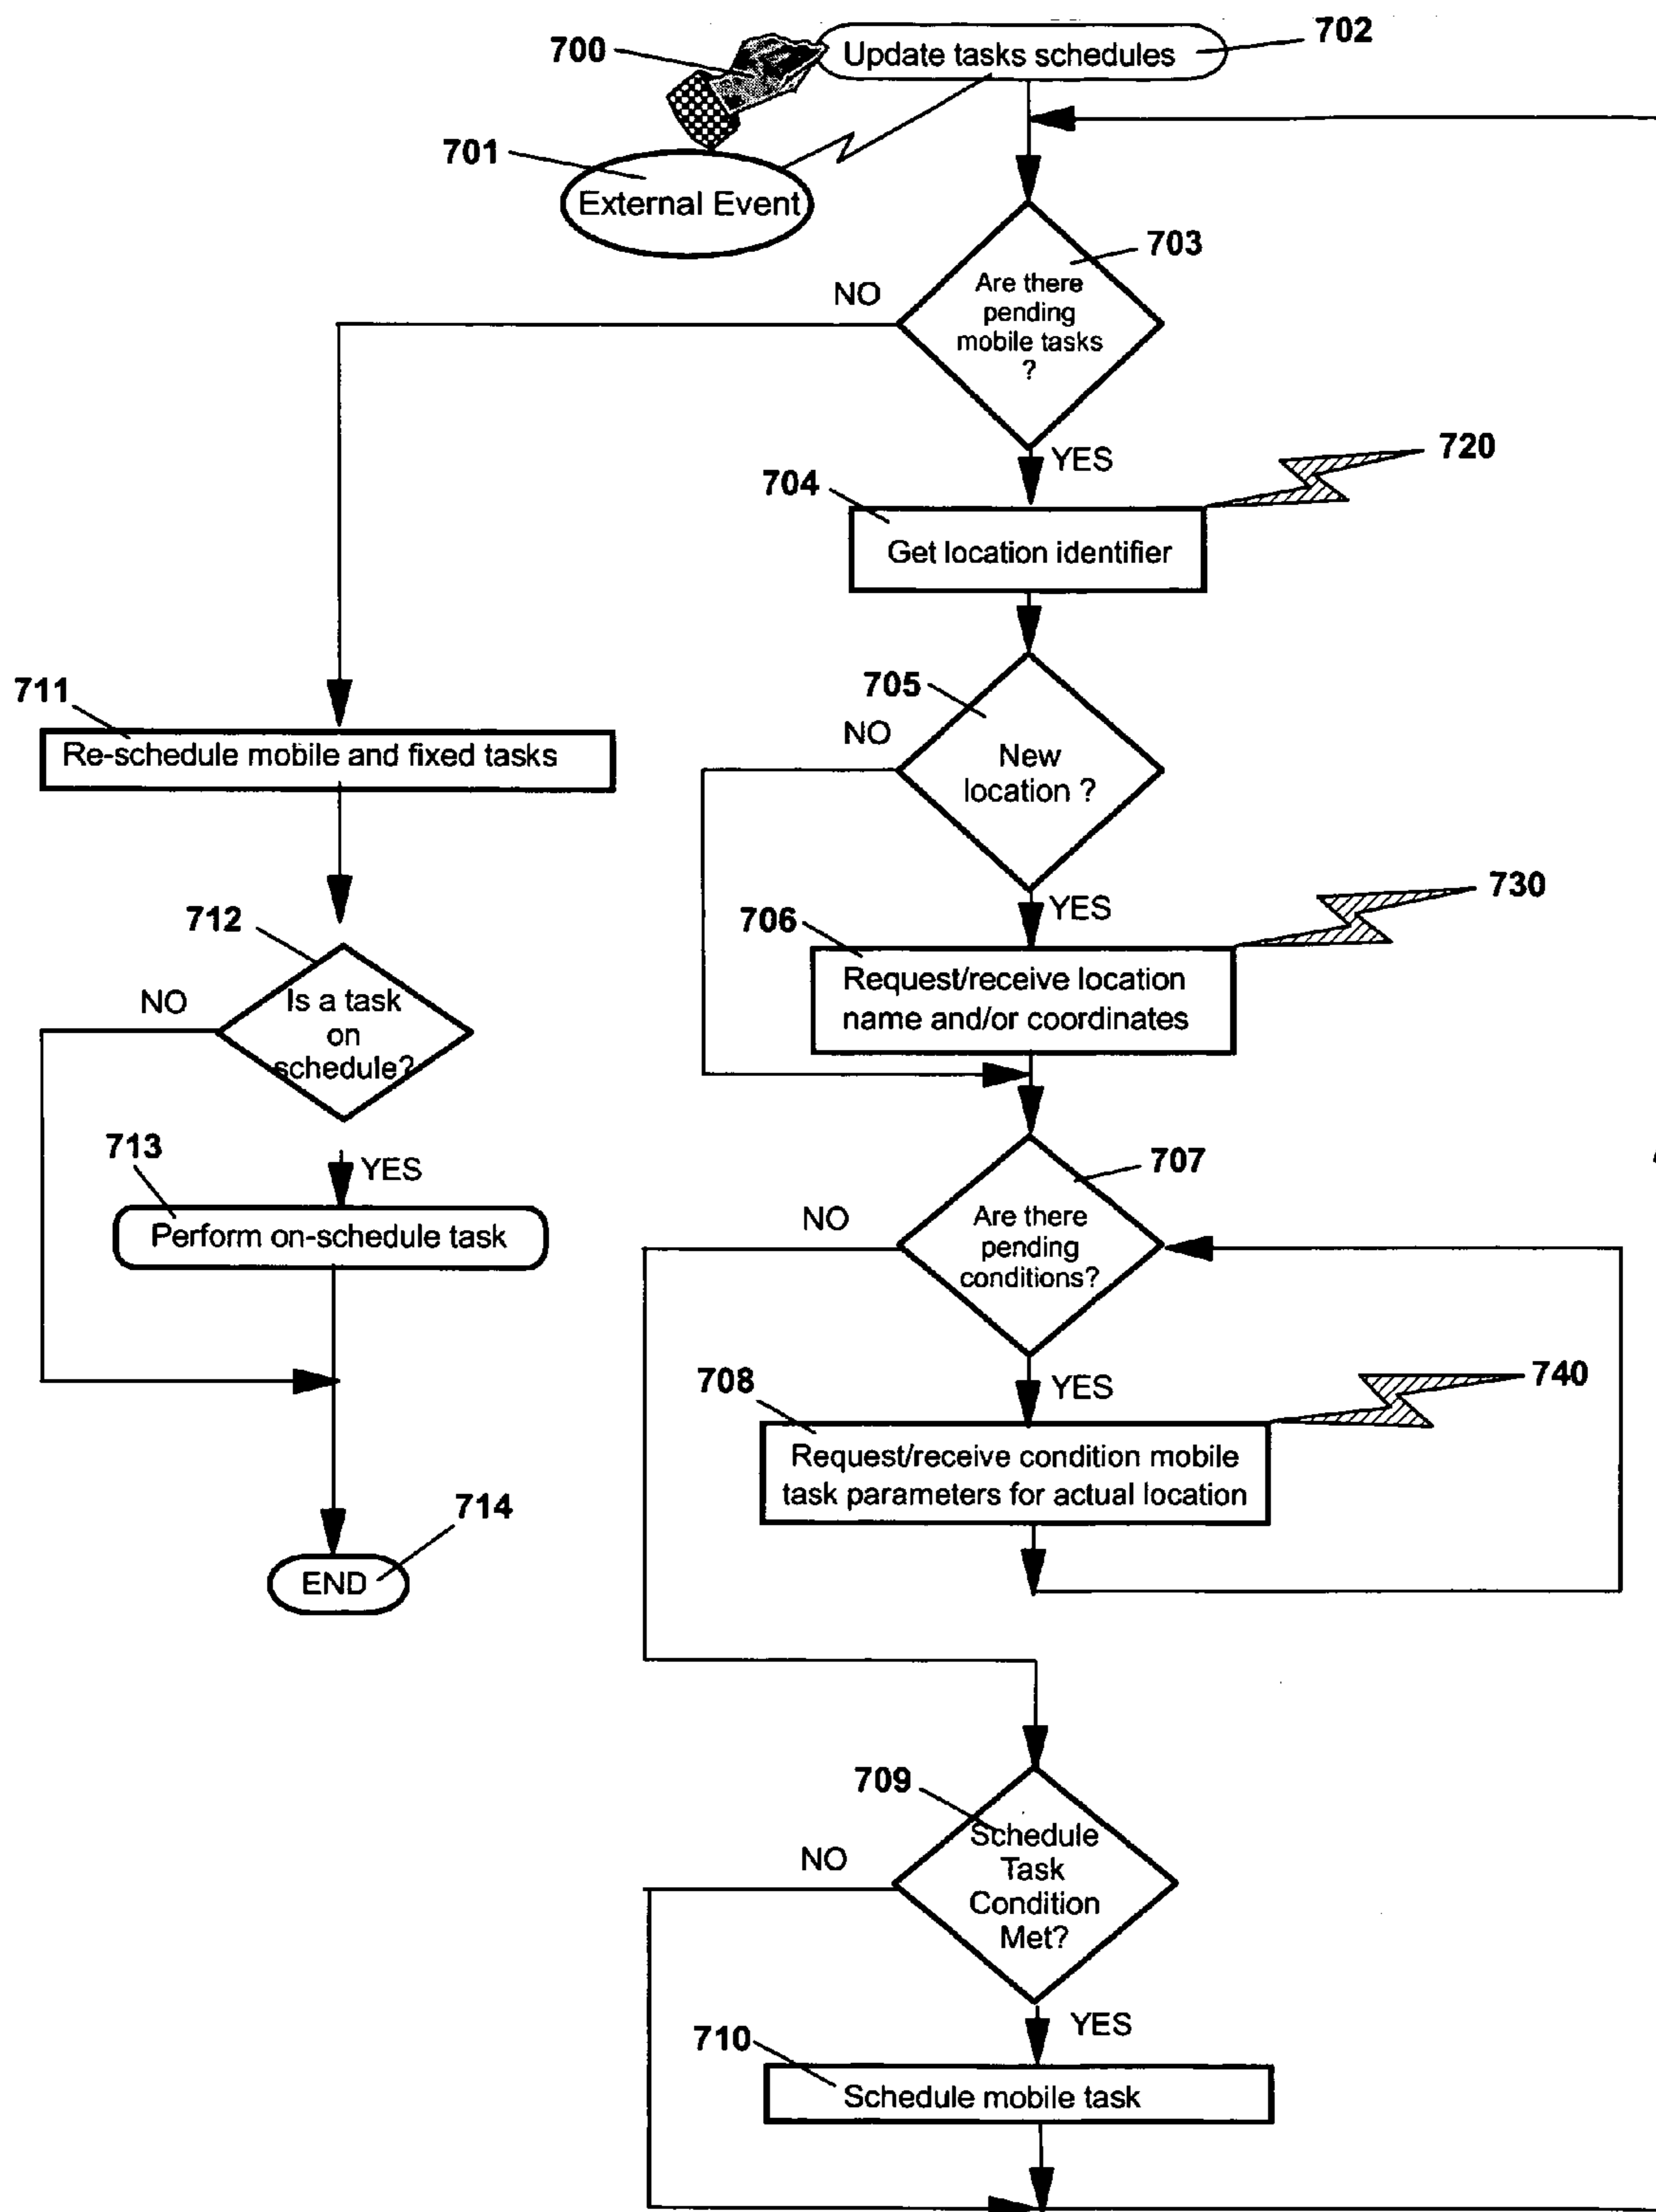 700
Update tasks schedules
702
701
External Event
703
Are there
pending
mobile tasks
?
NO
YES
720
704
Get location identifier
705
NO
New
location ?
711
Re-schedule mobile and fixed tasks
YES
730
706
Request/receive location
name and/or coordinates
712
NO
Is a task
on
schedule?
713
YES
Perform on-schedule task
707
NO
Are there
pending
conditions?
YES
740
708
Request/receive condition mobile
task parameters for actual location
714
END
709
NO
Schedule
Task
Condition
Met?
YES
710
Schedule mobile task